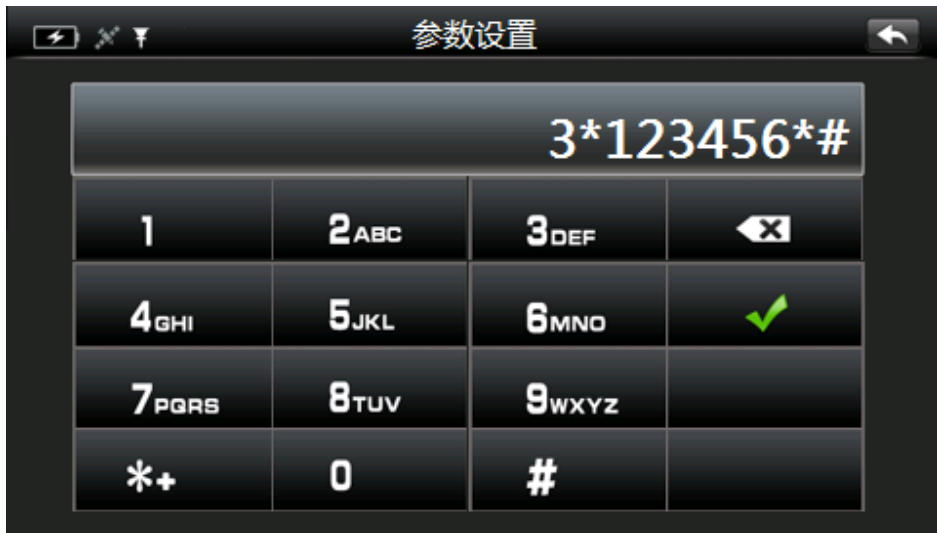 参数设置
3*123456*#
1 2ABC 3DEF
4GHI 5JKL 6MNO
7PQRS 8TUV 9WXYZ
*+ 0 #